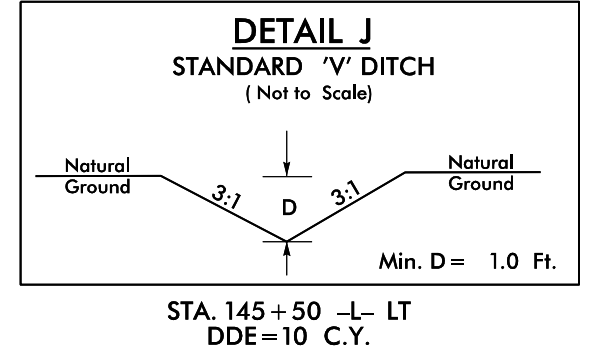 DETAIL J
STANDARD 'V' DITCH
( Not to Scale)
Natural
Ground
3:1
D
3:1
Natural
Ground
Min. D = 1.0 Ft.
STA. 145+50 -L- LT
DDE=10 C.Y.